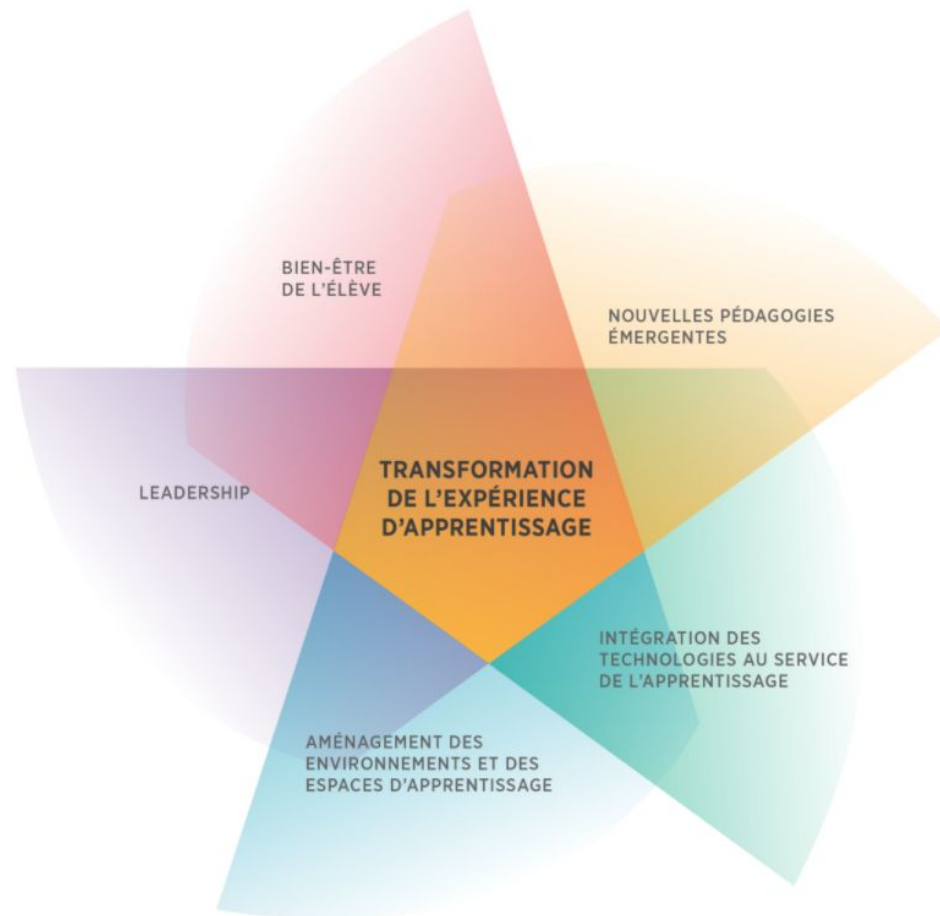 BIEN-ÊTRE
DE L'ÉLÈVE
NOUVELLES PÉDAGOGIES
ÉMERGENTES
TRANSFORMATION
DE L'EXPÉRIENCE
D'APPRENTISSAGE
LEADERSHIP
INTÉGRATION DES
TECHNOLOGIES AU SERVICE
DE L'APPRENTISSAGE
AMÉNAGEMENT DES
ENVIRONNEMENTS ET DES
ESPACES D'APPRENTISSAGE